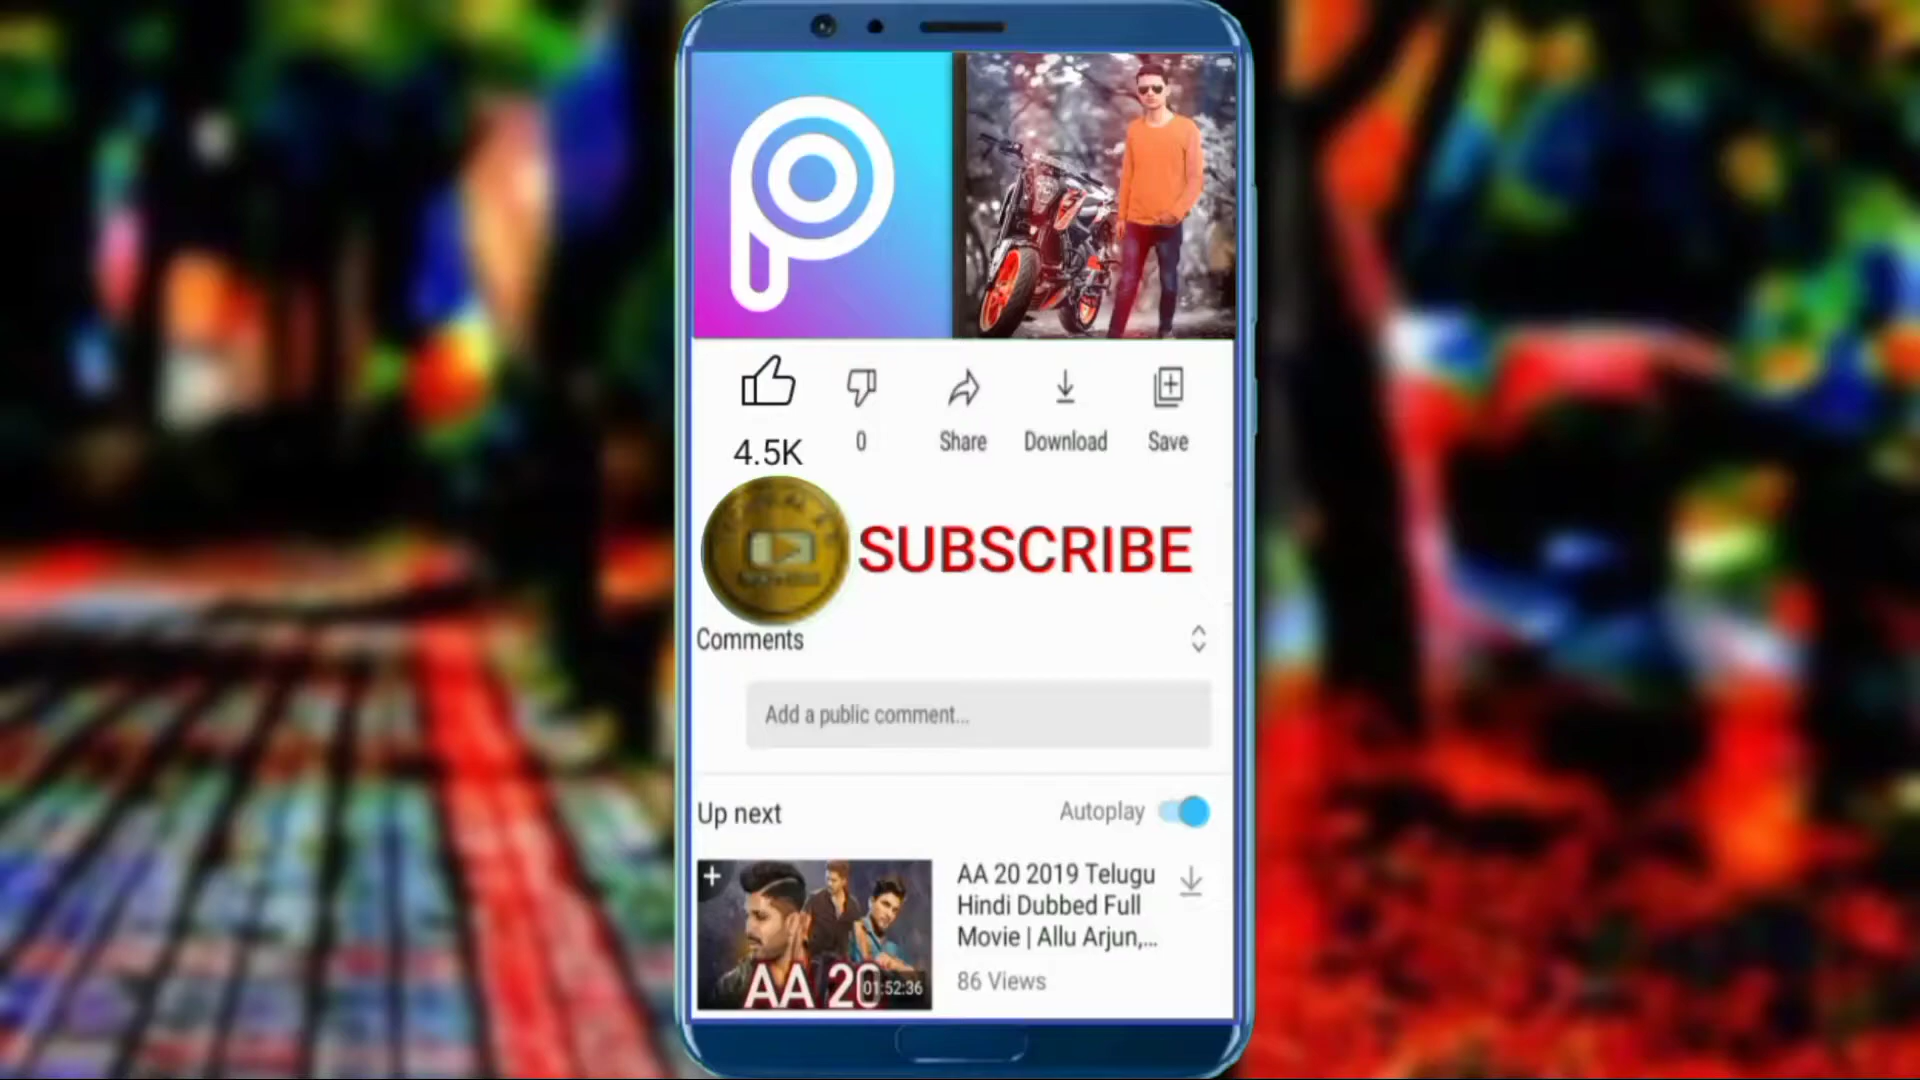 4.5K
0
Share
Download
Save
SUBSCRIBE
Comments
Add a public comment...
Up next
Autoplay
AA 20
01:52:36
AA 20 2019 Telugu
Hindi Dubbed Full
Movie | Allu Arjun,...
86 Views